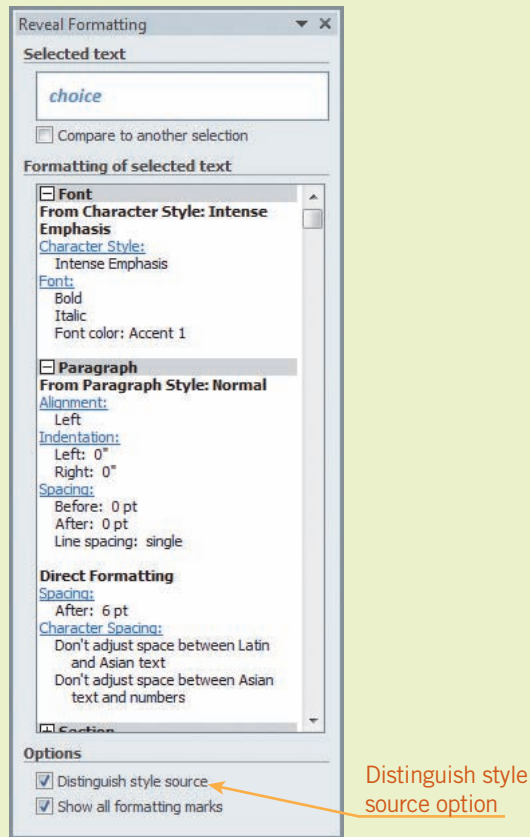 Reveal Formatting
Selected text
choice
Compare to another selection
Formatting of selected text
Font
From Character Style: Intense
Emphasis
Character Style:
Intense Emphasis
Font:
Bold
Italic
Font color: Accent 1
Paragraph
From Paragraph Style: Normal
Alignment:
Left
Indentation:
Left: 0"
Right: 0"
Spacing:
Before: 0 pt
After: 0 pt
Line spacing: single
Direct Formatting
Spacing:
After: 6 pt
Character Spacing:
Don't adjust space between Latin
and Asian text
Don't adjust space between Asian
text and numbers
Section
Options
Distinguish style source
Show all formatting marks
Distinguish style
source option